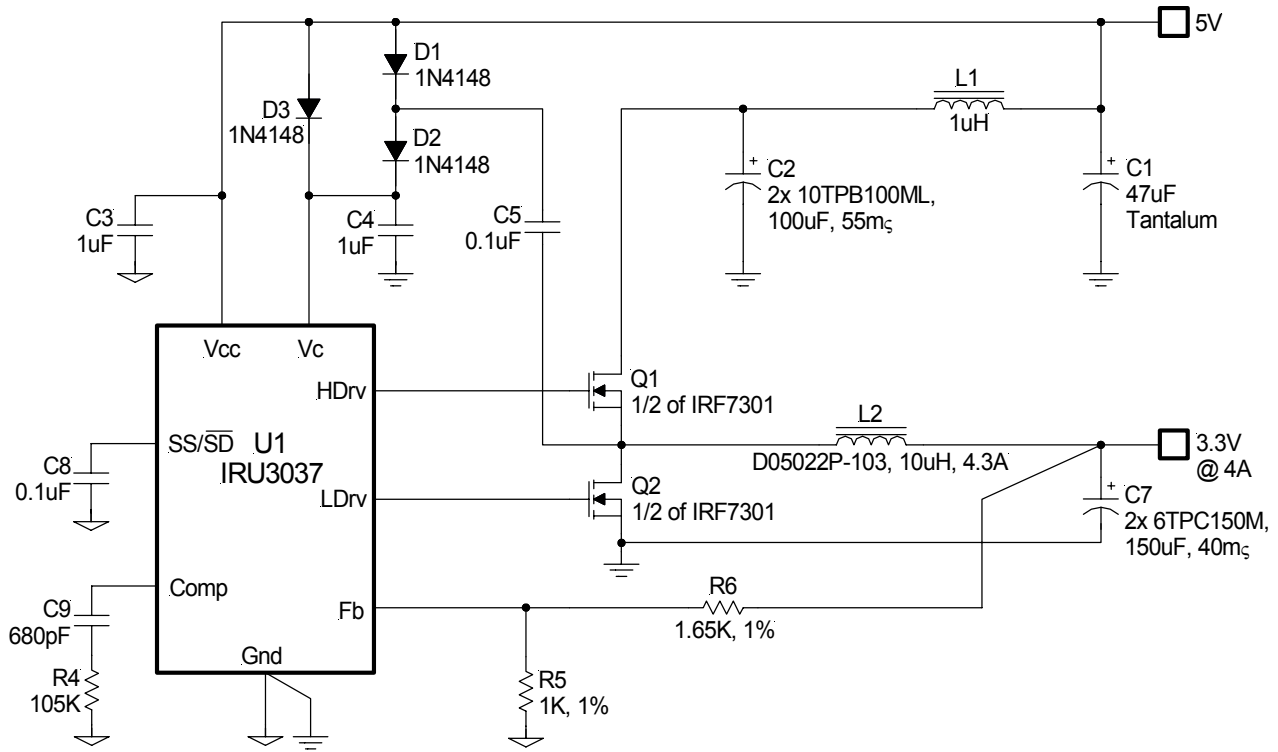 5V
D1
1N4148
D3
1N4148
D2
1N4148
L1
1uH
C2
2x 10TPB100ML,
100uF, 55mς
C1
47uF
Tantalum
C3
1uF
C4
1uF
C5
0.1uF
Vcc
Vc
HDrv
Q1
1/2 of IRF7301
SS/SD
U1
IRU3037
C8
0.1uF
LDrv
Q2
1/2 of IRF7301
L2
D05022P-103, 10uH, 4.3A
3.3V
@ 4A
C7
2x 6TPC150M,
150uF, 40mς
Comp
C9
680pF
Fb
R6
1.65K, 1%
Gnd
R4
105K
R5
1K, 1%